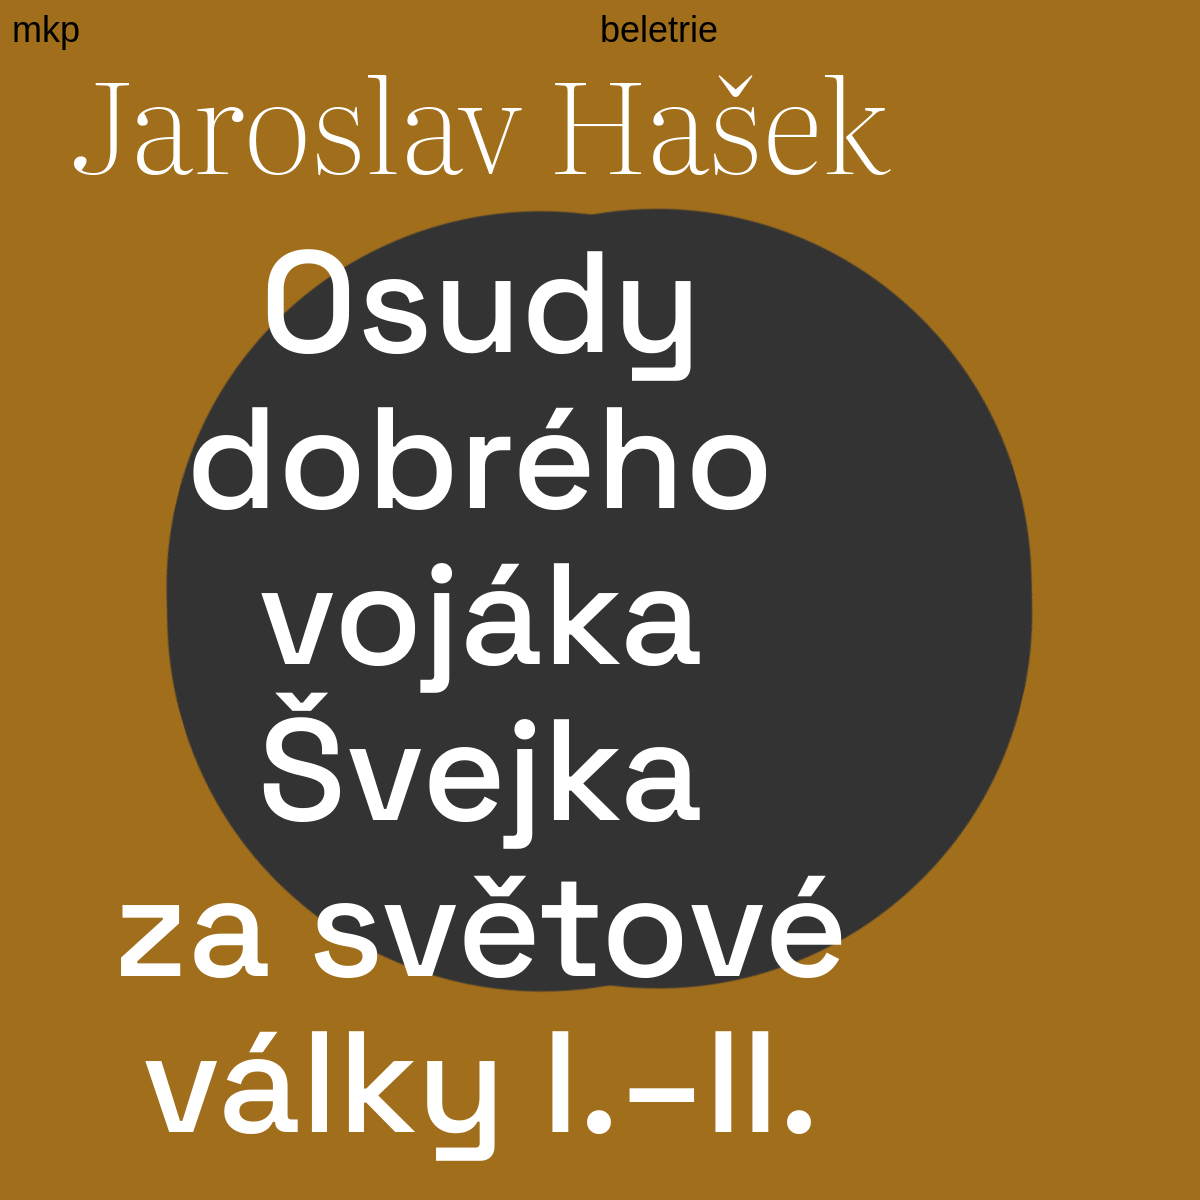 mkp beletrie
Jaroslav Hašek
Osudy
dobrého
vojáka
Švejka
za světové
války I.–II.